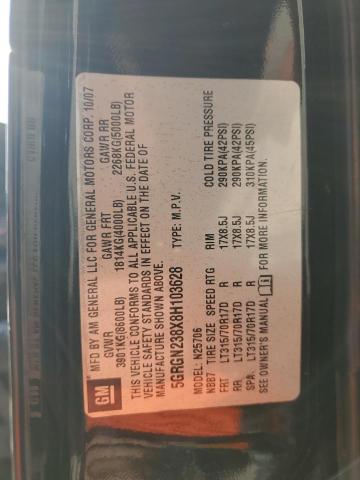 GM
MFD BY AM GENERAL LLC FOR GENERAL MOTORS CORP. 10/07
GVWR GAWR FRT GAWR RR
3901KG(8600LB) 1814KG(4000LB) 2268KG(5000LB)
THIS VEHICLE CONFORMS TO ALL APPLICABLE U.S. FEDERAL MOTOR
VEHICLE SAFETY STANDARDS IN EFFECT ON THE DATE OF
MANUFACTURE SHOWN ABOVE.
5GRGN230X8H103628 TYPE: M.P.V.
MODEL: N25706
NBB7 TIRE SIZE SPEED RTG RIM COLD TIRE PRESSURE
FRT LT315/70R17D R 17X8.5J 290KPA(42PSI)
RR. LT315/70R17D R 17X8.5J 290KPA(42PSI)
SPA. LT315/70R17D R 17X8.5J 310KPA(45PSI)
SEE OWNER'S MANUAL FOR MORE INFORMATION.